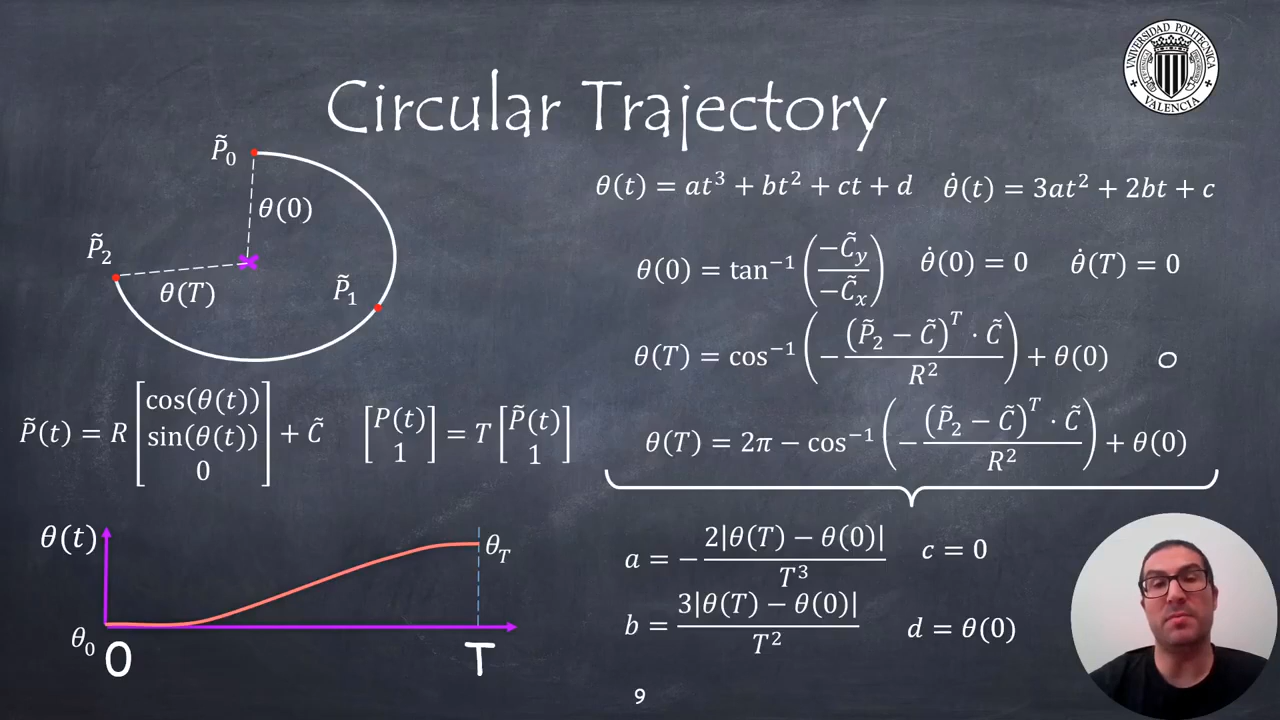 UNIVERSIDAD POLITECNICA
VALENCIA
Circular Trajectory
P̃₀
θ(0)
P̃₂
θ(T)
P̃₁
θ(t) = at³ + bt² + ct + d
θ̇(t) = 3at² + 2bt + c
θ(0) = tan⁻¹(−C̃_y / −C̃_x)
θ̇(0) = 0
θ̇(T) = 0
θ(T) = cos⁻¹(− (P̃₂ − C̃)ᵀ · C̃ / R²) + θ(0)
o
θ(T) = 2π − cos⁻¹(− (P̃₂ − C̃)ᵀ · C̃ / R²) + θ(0)
P̃(t) = R [cos(θ(t)) sin(θ(t)) 0] + C̃
[P(t) 1] = T [P̃(t) 1]
a = − 2|θ(T) − θ(0)| / T³
c = 0
b = 3|θ(T) − θ(0)| / T²
d = θ(0)
θ(t)
θ_T
θ₀
0
T
9